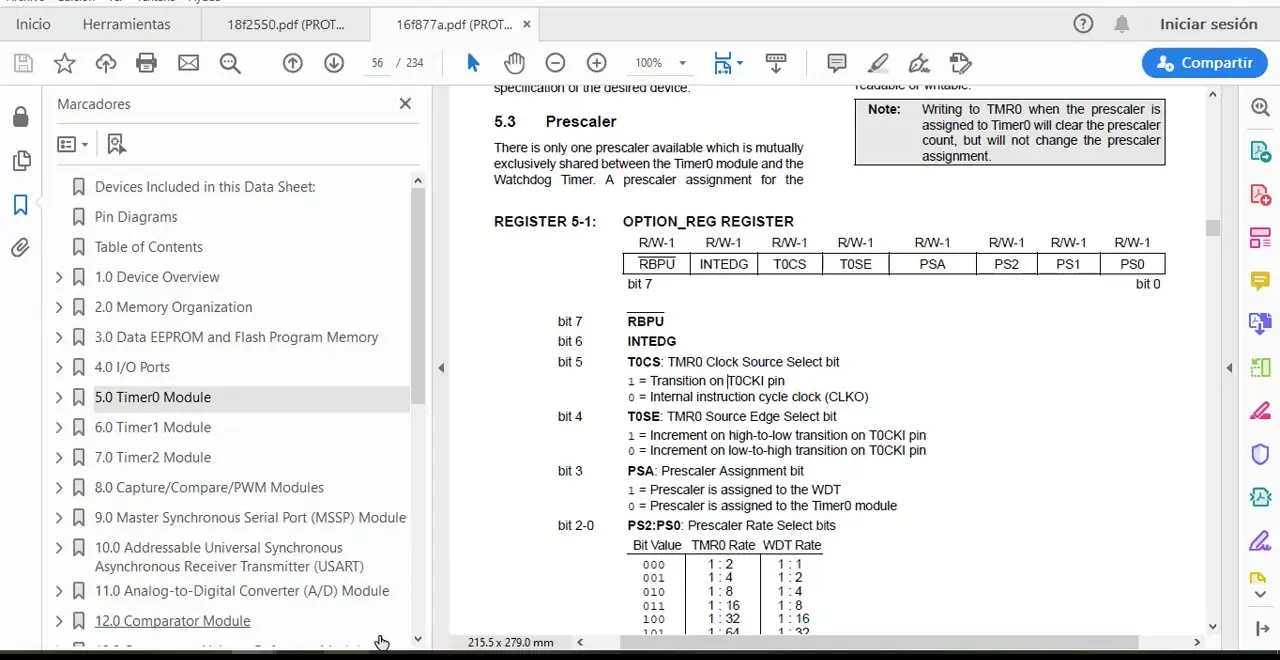 Inicio
Herramientas
18f2550.pdf (PROT...
16f877a.pdf (PROT...
Iniciar sesión
56 / 234
100%
Compartir
Marcadores
Devices Included in this Data Sheet:
Pin Diagrams
Table of Contents
1.0 Device Overview
2.0 Memory Organization
3.0 Data EEPROM and Flash Program Memory
4.0 I/O Ports
5.0 Timer0 Module
6.0 Timer1 Module
7.0 Timer2 Module
8.0 Capture/Compare/PWM Modules
9.0 Master Synchronous Serial Port (MSSP) Module
10.0 Addressable Universal Synchronous
Asynchronous Receiver Transmitter (USART)
11.0 Analog-to-Digital Converter (A/D) Module
12.0 Comparator Module
specification of the desired device.
5.3 Prescaler
There is only one prescaler available which is mutually
exclusively shared between the Timer0 module and the
Watchdog Timer. A prescaler assignment for the
readable or writable.
Note: Writing to TMR0 when the prescaler is
assigned to Timer0 will clear the prescaler
count, but will not change the prescaler
assignment.
REGISTER 5-1: OPTION_REG REGISTER
R/W-1 R/W-1 R/W-1 R/W-1 R/W-1 R/W-1 R/W-1 R/W-1
RBPU INTEDG T0CS T0SE PSA PS2 PS1 PS0
bit 7 bit 0
bit 7 RBPU
bit 6 INTEDG
bit 5 T0CS: TMR0 Clock Source Select bit
1 = Transition on T0CKI pin
0 = Internal instruction cycle clock (CLKO)
bit 4 T0SE: TMR0 Source Edge Select bit
1 = Increment on high-to-low transition on T0CKI pin
0 = Increment on low-to-high transition on T0CKI pin
bit 3 PSA: Prescaler Assignment bit
1 = Prescaler is assigned to the WDT
0 = Prescaler is assigned to the Timer0 module
bit 2-0 PS2:PS0: Prescaler Rate Select bits
Bit Value TMR0 Rate WDT Rate
000 1 : 2 1 : 1
001 1 : 4 1 : 2
010 1 : 8 1 : 4
011 1 : 16 1 : 8
100 1 : 32 1 : 16
101 1 : 64 1 : 32
215.5 x 279.0 mm